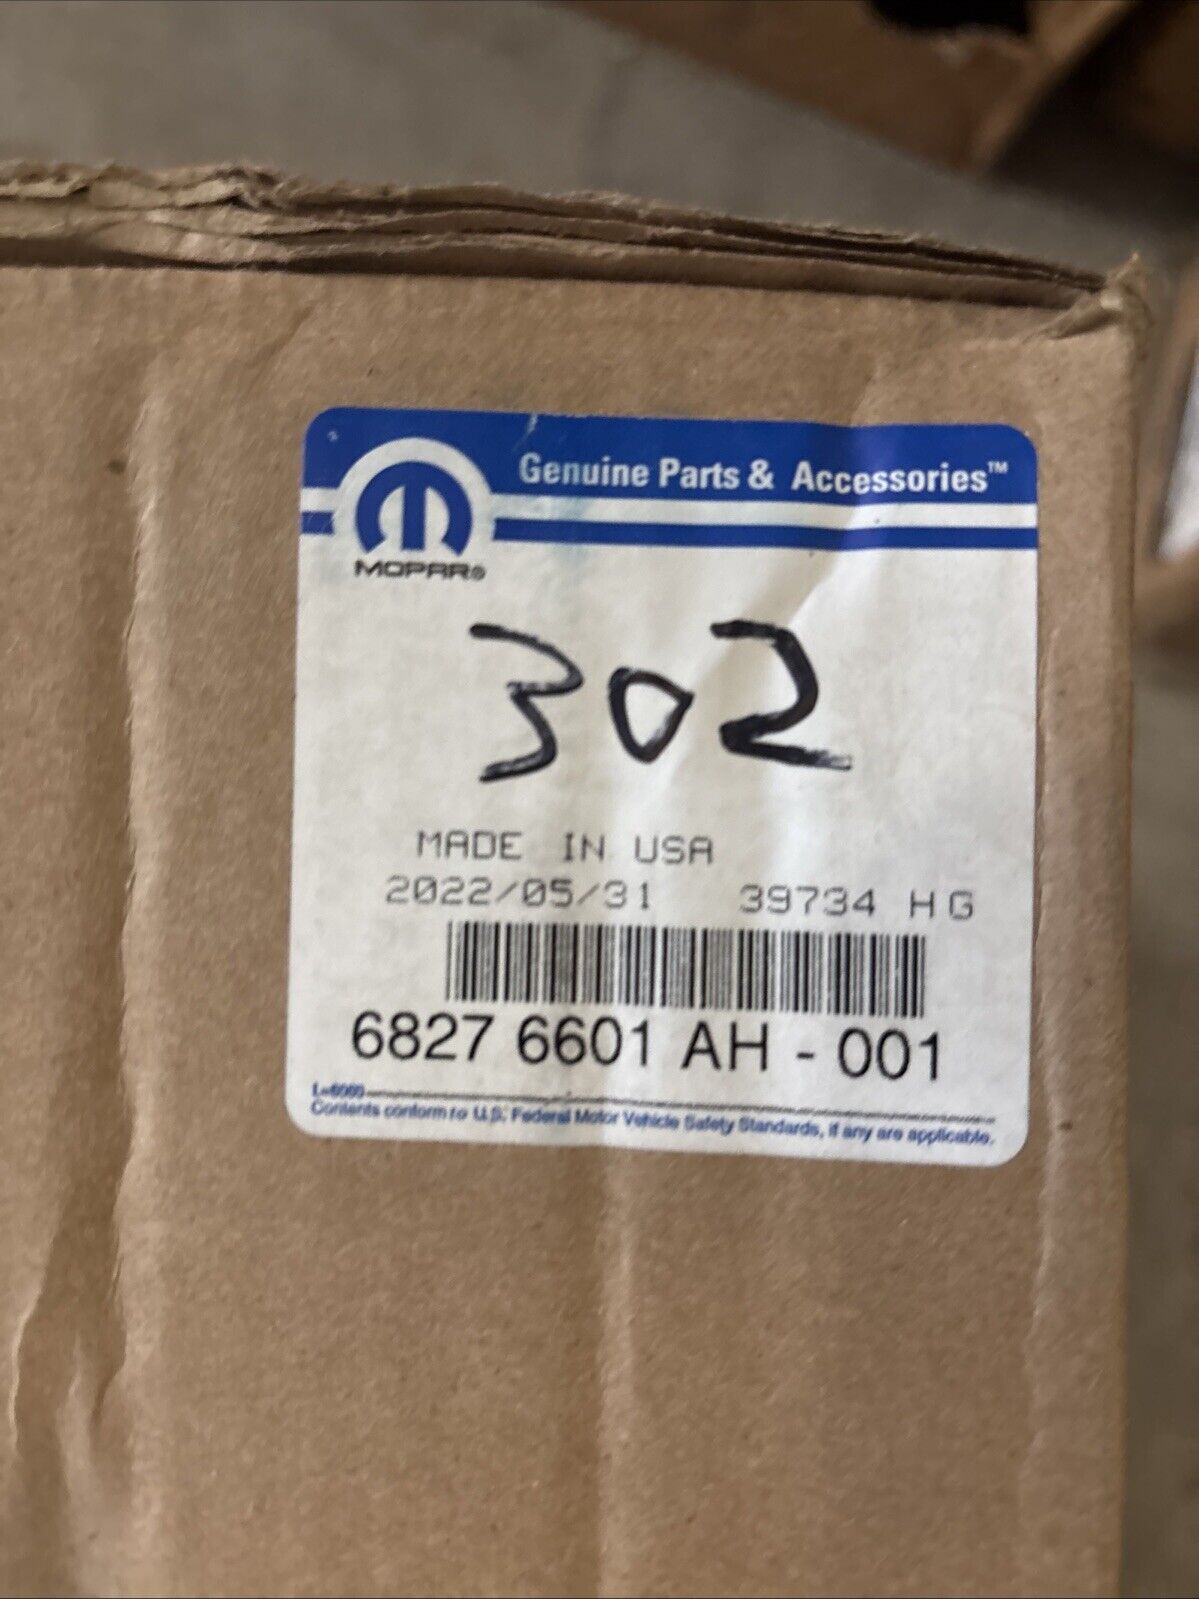 Genuine Parts & Accessories™
MOPAR®
302
MADE IN USA
2022/05/31 39734 HG
6827 6601 AH - 001
L-6060
Contents conform to U.S. Federal Motor Vehicle Safety Standards, if any are applicable.